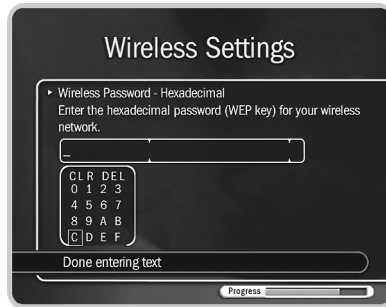 Wireless Settings
Wireless Password - Hexadecimal
Enter the hexadecimal password (WEP key) for your wireless
network.
_
CLR DEL
0 1 2 3
4 5 6 7
8 9 A B
C D E F
Done entering text
Progress